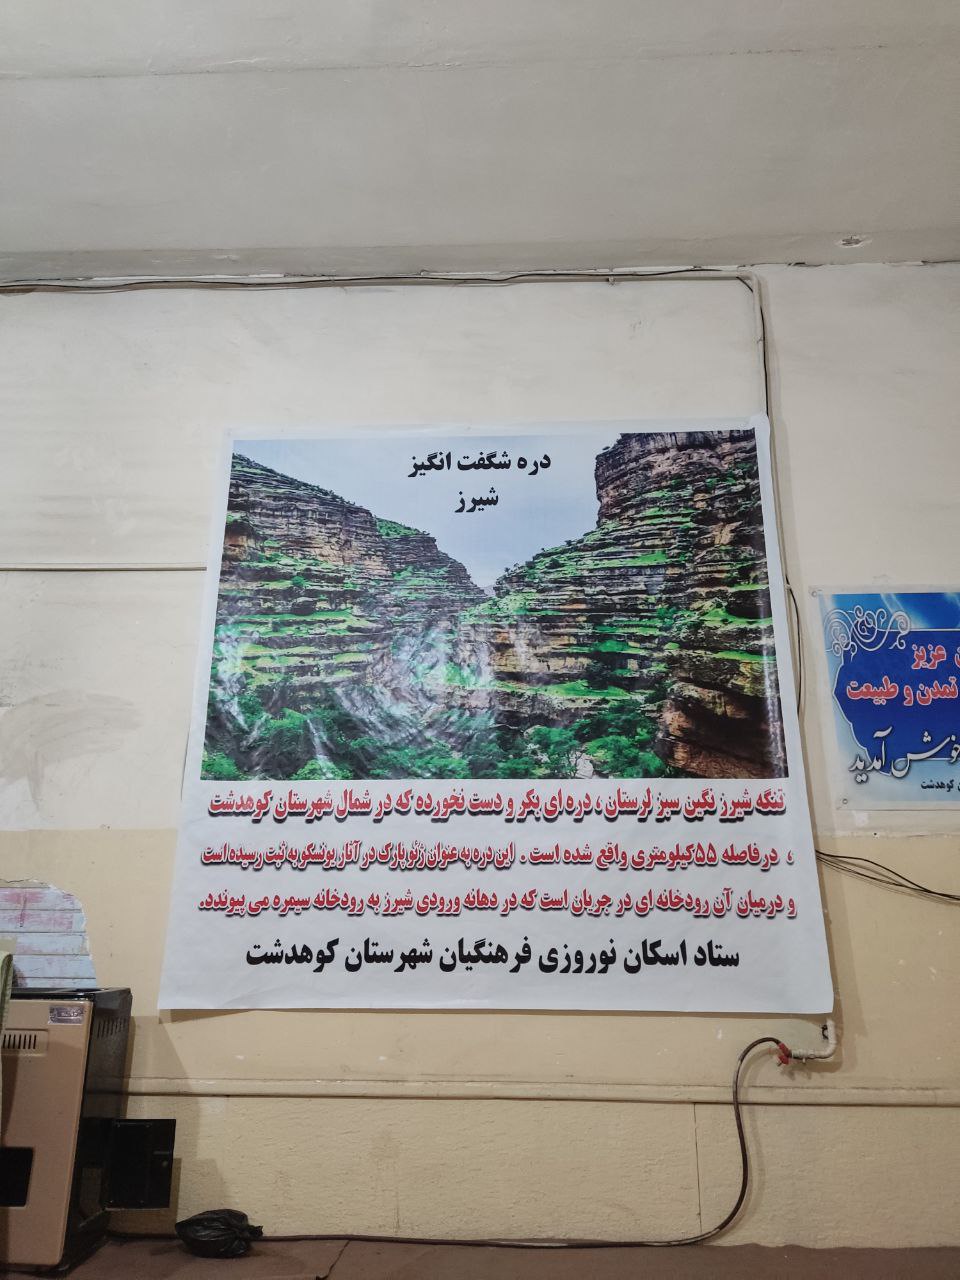 دره شگفت انگیز
شیرز
تنگه شیرز نگین سبز لرستان ، دره ای بکر و دست نخورده که در شمال شهرستان کوهدشت
، در فاصله ۵۵کیلومتری واقع شده است . این دره به عنوان ژئوپارک در آثار یونسکو به ثبت رسیده است
و درمیان آن رودخانه ای در جریان است که در دهانه ورودی شیرز به رودخانه سیمره می پیوندد.
ستاد اسکان نوروزی فرهنگیان شهرستان کوهدشت
عزیز
تمدن و طبیعت
خوش آمدید
کوهدشت